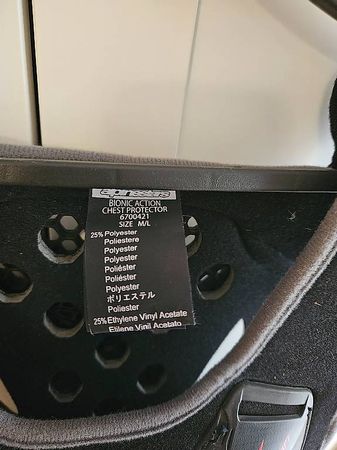 alpinestars
BIONIC ACTION
CHEST PROTECTOR
6700421
SIZE M/L
25% Polyester
Poliestere
Polyester
Polyester
Poliéster
Poliéster
Polyester
ポリエステル
Poliester
25% Ethylene Vinyl Acetate
Etilene Vinil Acetato